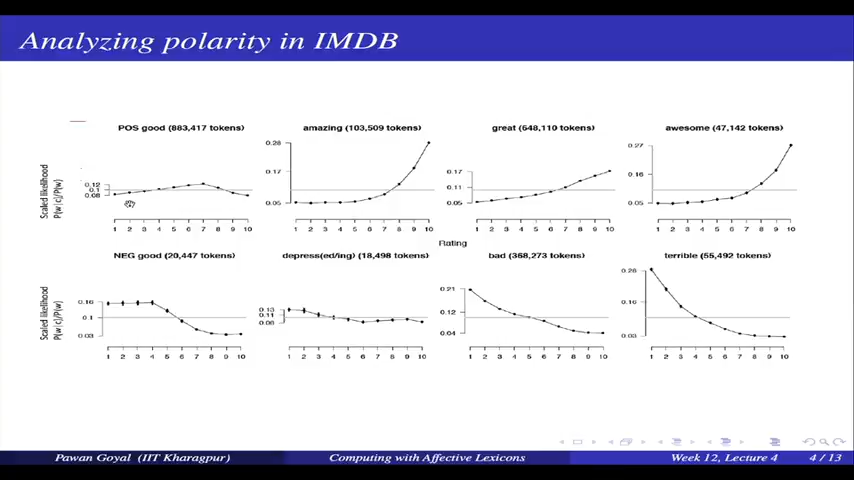 Analyzing polarity in IMDB
POS good (883,417 tokens)
amazing (103,509 tokens)
great (648,110 tokens)
awesome (47,142 tokens)
Scaled likelihood
P(w|c)/P(w)
0.12
0.1
0.08
0.28
0.17
0.05
0.17
0.11
0.05
0.27
0.16
0.05
1 2 3 4 5 6 7 8 9 10
1 2 3 4 5 6 7 8 9 10
1 2 3 4 5 6 7 8 9 10
1 2 3 4 5 6 7 8 9 10
Rating
NEG good (20,447 tokens)
depress(ed/ing) (18,498 tokens)
bad (368,273 tokens)
terrible (55,492 tokens)
Scaled likelihood
P(w|c)/P(w)
0.16
0.1
0.03
0.13
0.11
0.08
0.21
0.12
0.04
0.28
0.16
0.03
1 2 3 4 5 6 7 8 9 10
1 2 3 4 5 6 7 8 9 10
1 2 3 4 5 6 7 8 9 10
1 2 3 4 5 6 7 8 9 10
Pawan Goyal (IIT Kharagpur)
Computing with Affective Lexicons
Week 12, Lecture 4
4 / 13